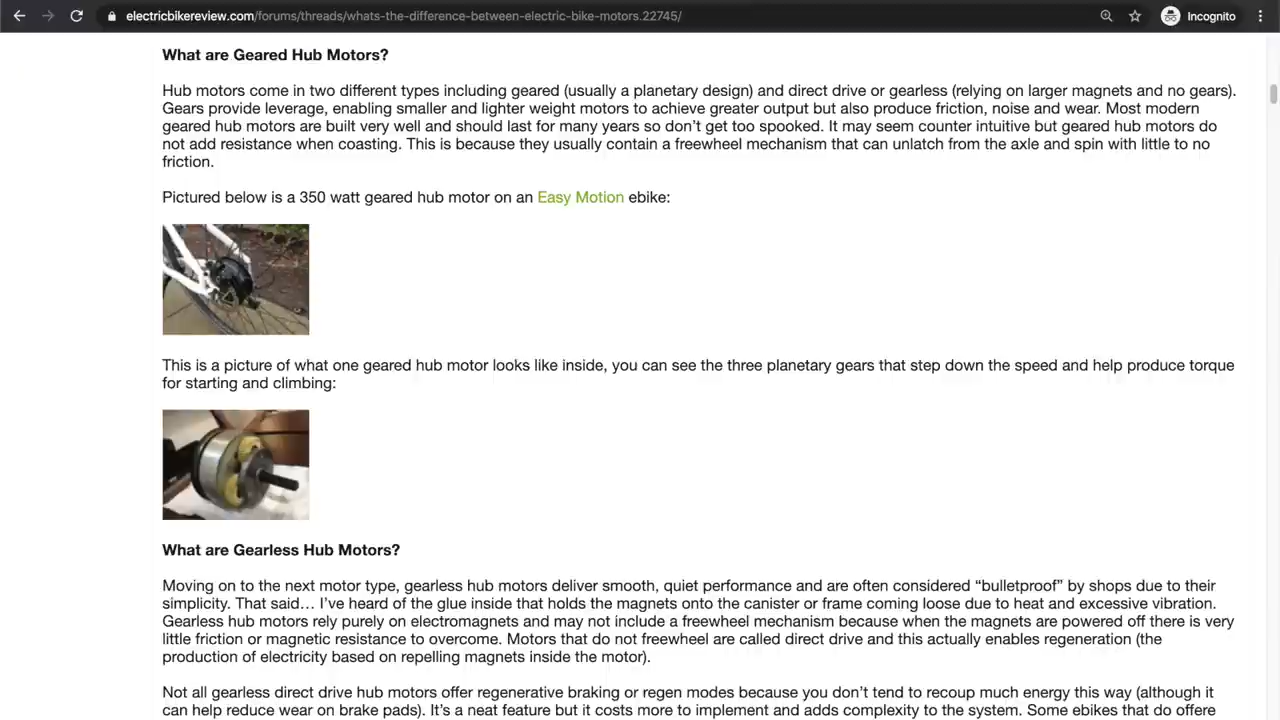 electricbikereview.com/forums/threads/whats-the-difference-between-electric-bike-motors.22745/
Incognito
What are Geared Hub Motors?
Hub motors come in two different types including geared (usually a planetary design) and direct drive or gearless (relying on larger magnets and no gears).
Gears provide leverage, enabling smaller and lighter weight motors to achieve greater output but also produce friction, noise and wear. Most modern
geared hub motors are built very well and should last for many years so don’t get too spooked. It may seem counter intuitive but geared hub motors do
not add resistance when coasting. This is because they usually contain a freewheel mechanism that can unlatch from the axle and spin with little to no
friction.
Pictured below is a 350 watt geared hub motor on an Easy Motion ebike:
This is a picture of what one geared hub motor looks like inside, you can see the three planetary gears that step down the speed and help produce torque
for starting and climbing:
What are Gearless Hub Motors?
Moving on to the next motor type, gearless hub motors deliver smooth, quiet performance and are often considered “bulletproof” by shops due to their
simplicity. That said… I’ve heard of the glue inside that holds the magnets onto the canister or frame coming loose due to heat and excessive vibration.
Gearless hub motors rely purely on electromagnets and may not include a freewheel mechanism because when the magnets are powered off there is very
little friction or magnetic resistance to overcome. Motors that do not freewheel are called direct drive and this actually enables regeneration (the
production of electricity based on repelling magnets inside the motor).
Not all gearless direct drive hub motors offer regenerative braking or regen modes because you don’t tend to recoup much energy this way (although it
can help reduce wear on brake pads). It’s a neat feature but it costs more to implement and adds complexity to the system. Some ebikes that do offere